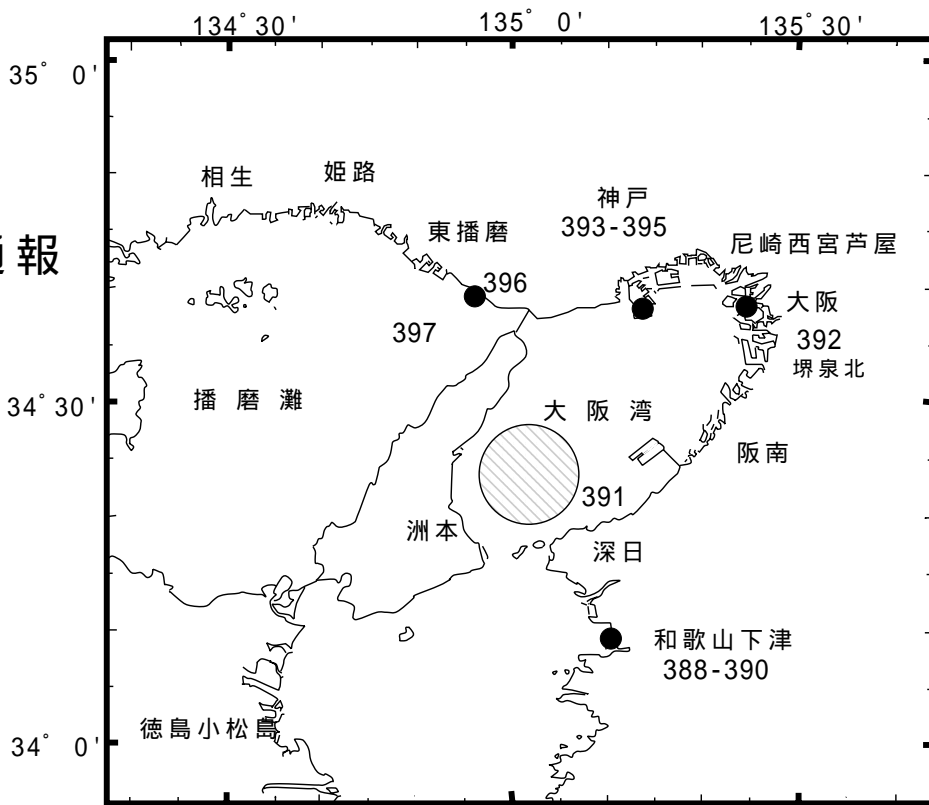 134° 30'
135° 0'
135° 30'
35° 0'
相生
姫路
神戸
393-395
東播磨
尼崎西宮芦屋
報
396
大阪
397
392
堺泉北
播磨灘
34° 30'
大阪湾
阪南
391
洲本
深日
和歌山下津
388-390
徳島小松島
34° 0'